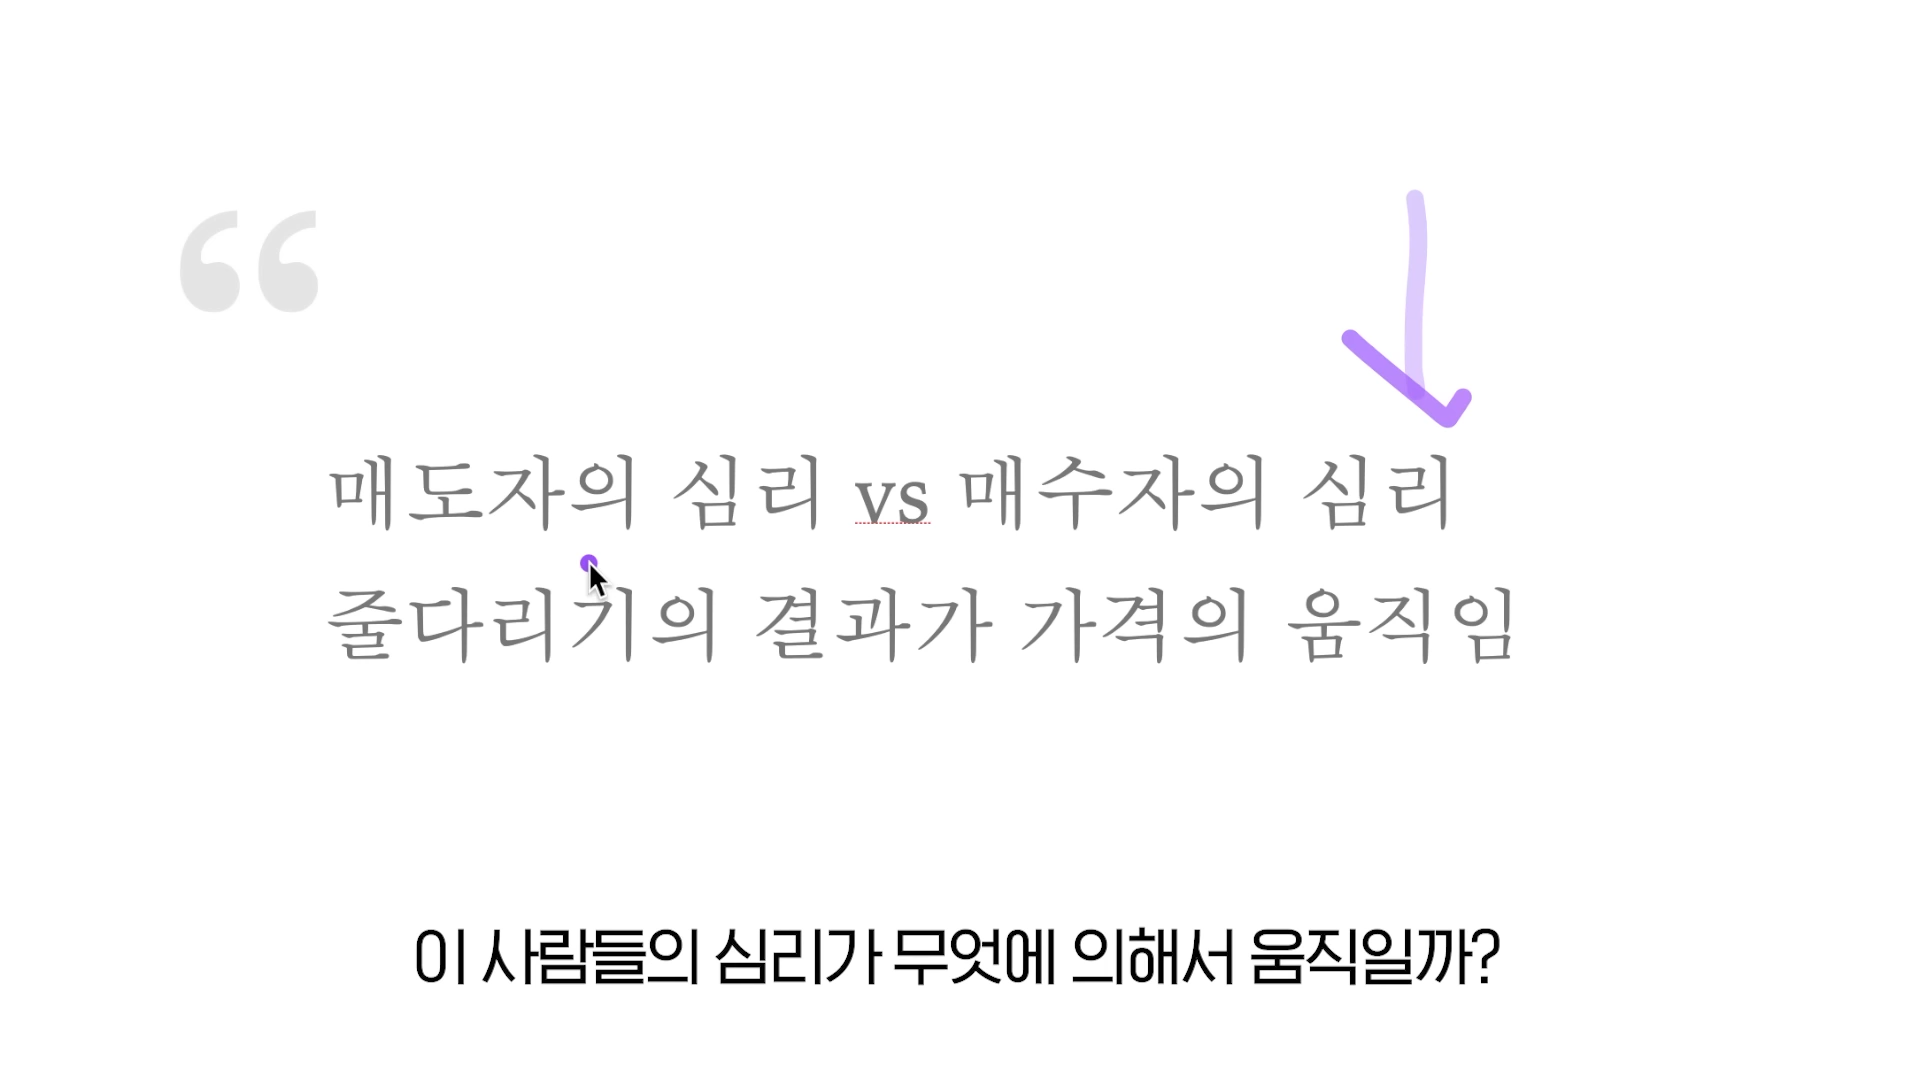 “
매도자의 심리 vs 매수자의 심리
줄다리기의 결과가 가격의 움직임
이 사람들의 심리가 무엇에 의해서 움직일까?